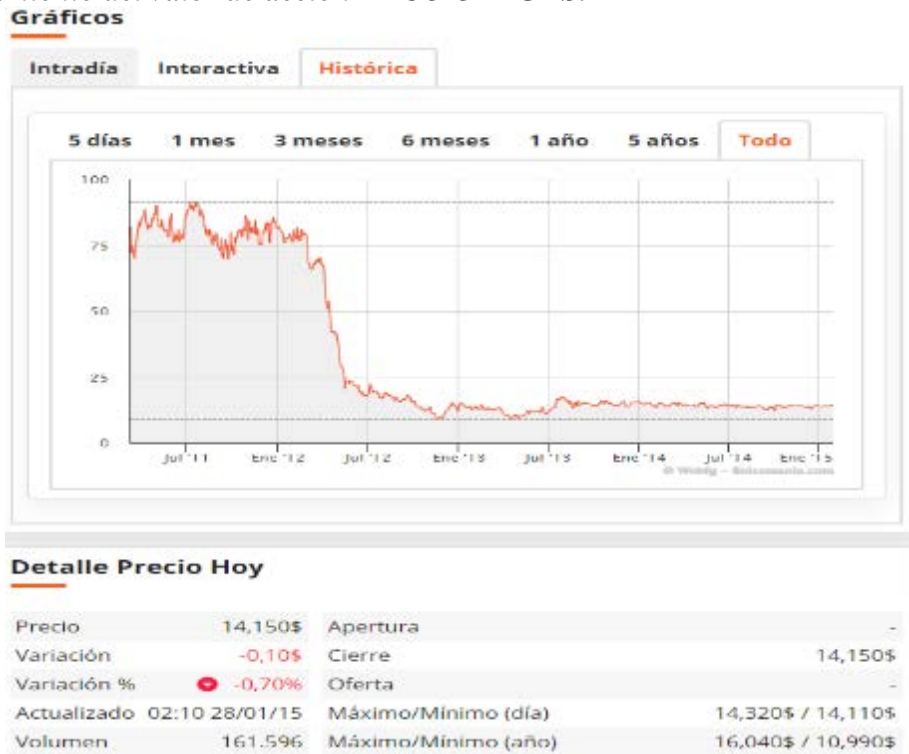 Gráficos
Intradía Interactiva Histórica
5 días 1 mes 3 meses 6 meses 1 año 5 años Todo
100
75
50
25
0
Jul '11 Ene '12 Jul '12 Ene '13 Jul '13 Ene '14 Jul '14 Ene '15
© Webfg - Bolsamania.com
Detalle Precio Hoy
Precio 14,150$ Apertura -
Variación -0,10$ Cierre 14,150$
Variación % -0,70% Oferta -
Actualizado 02:10 28/01/15 Máximo/Mínimo (día) 14,320$ / 14,110$
Volumen 161.596 Máximo/Mínimo (año) 16,040$ / 10,990$